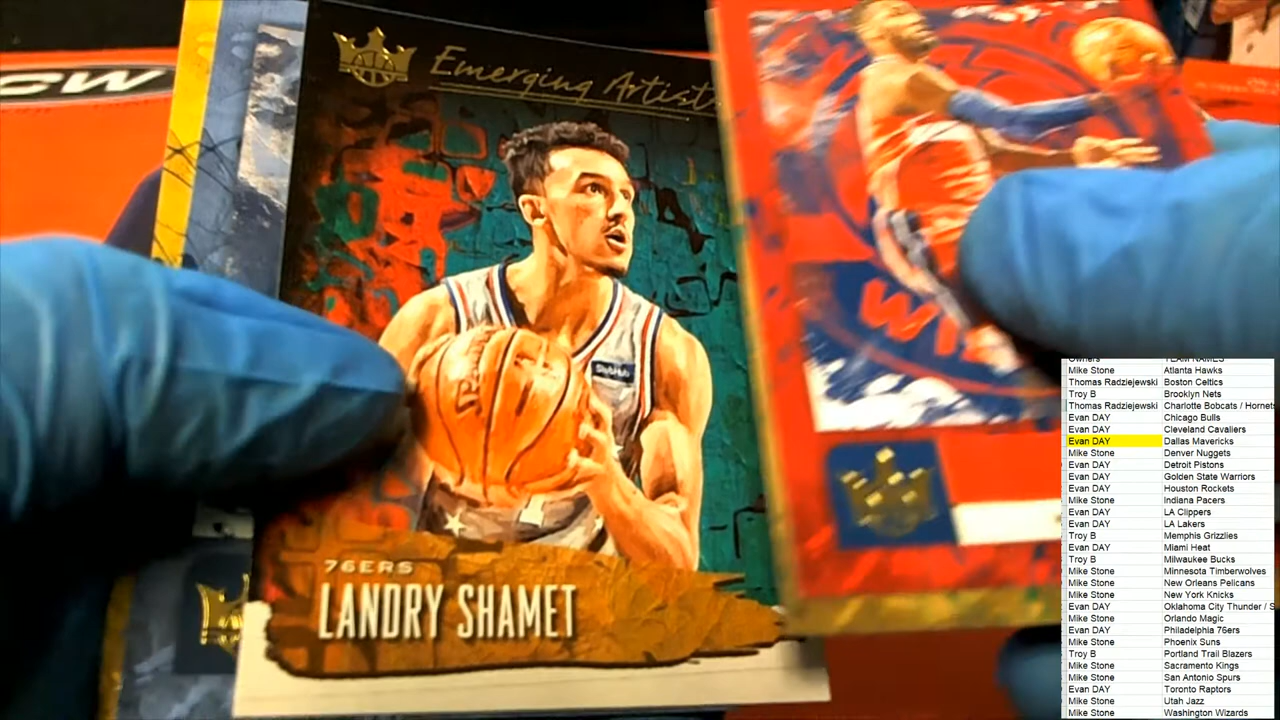 CW
Emerging Artists
WI
StubHub
SPALDING
76ERS
LANDRY SHAMET
Owners TEAM NAMES
Mike Stone Atlanta Hawks
Thomas Radziejewski Boston Celtics
Troy B Brooklyn Nets
Thomas Radziejewski Charlotte Bobcats / Hornets
Evan DAY Chicago Bulls
Evan DAY Cleveland Cavaliers
Evan DAY Dallas Mavericks
Mike Stone Denver Nuggets
Evan DAY Detroit Pistons
Evan DAY Golden State Warriors
Evan DAY Houston Rockets
Mike Stone Indiana Pacers
Evan DAY LA Clippers
Evan DAY LA Lakers
Troy B Memphis Grizzlies
Evan DAY Miami Heat
Troy B Milwaukee Bucks
Mike Stone Minnesota Timberwolves
Mike Stone New Orleans Pelicans
Mike Stone New York Knicks
Evan DAY Oklahoma City Thunder / S
Mike Stone Orlando Magic
Evan DAY Philadelphia 76ers
Mike Stone Phoenix Suns
Troy B Portland Trail Blazers
Mike Stone Sacramento Kings
Mike Stone San Antonio Spurs
Evan DAY Toronto Raptors
Mike Stone Utah Jazz
Mike Stone Washington Wizards